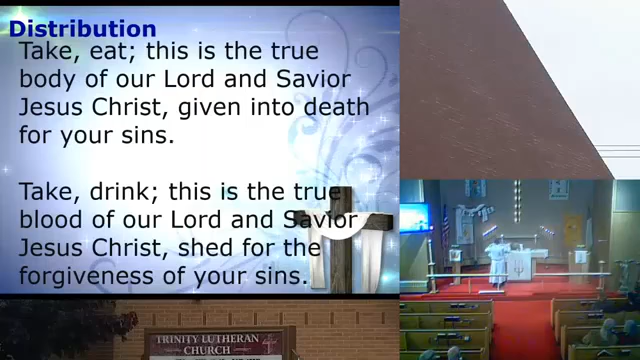 Distribution
Take, eat; this is the true
body of our Lord and Savior
Jesus Christ, given into death
for your sins.
Take, drink; this is the true
blood of our Lord and Savior
Jesus Christ, shed for the
forgiveness of your sins.
TRINITY LUTHERAN
CHURCH